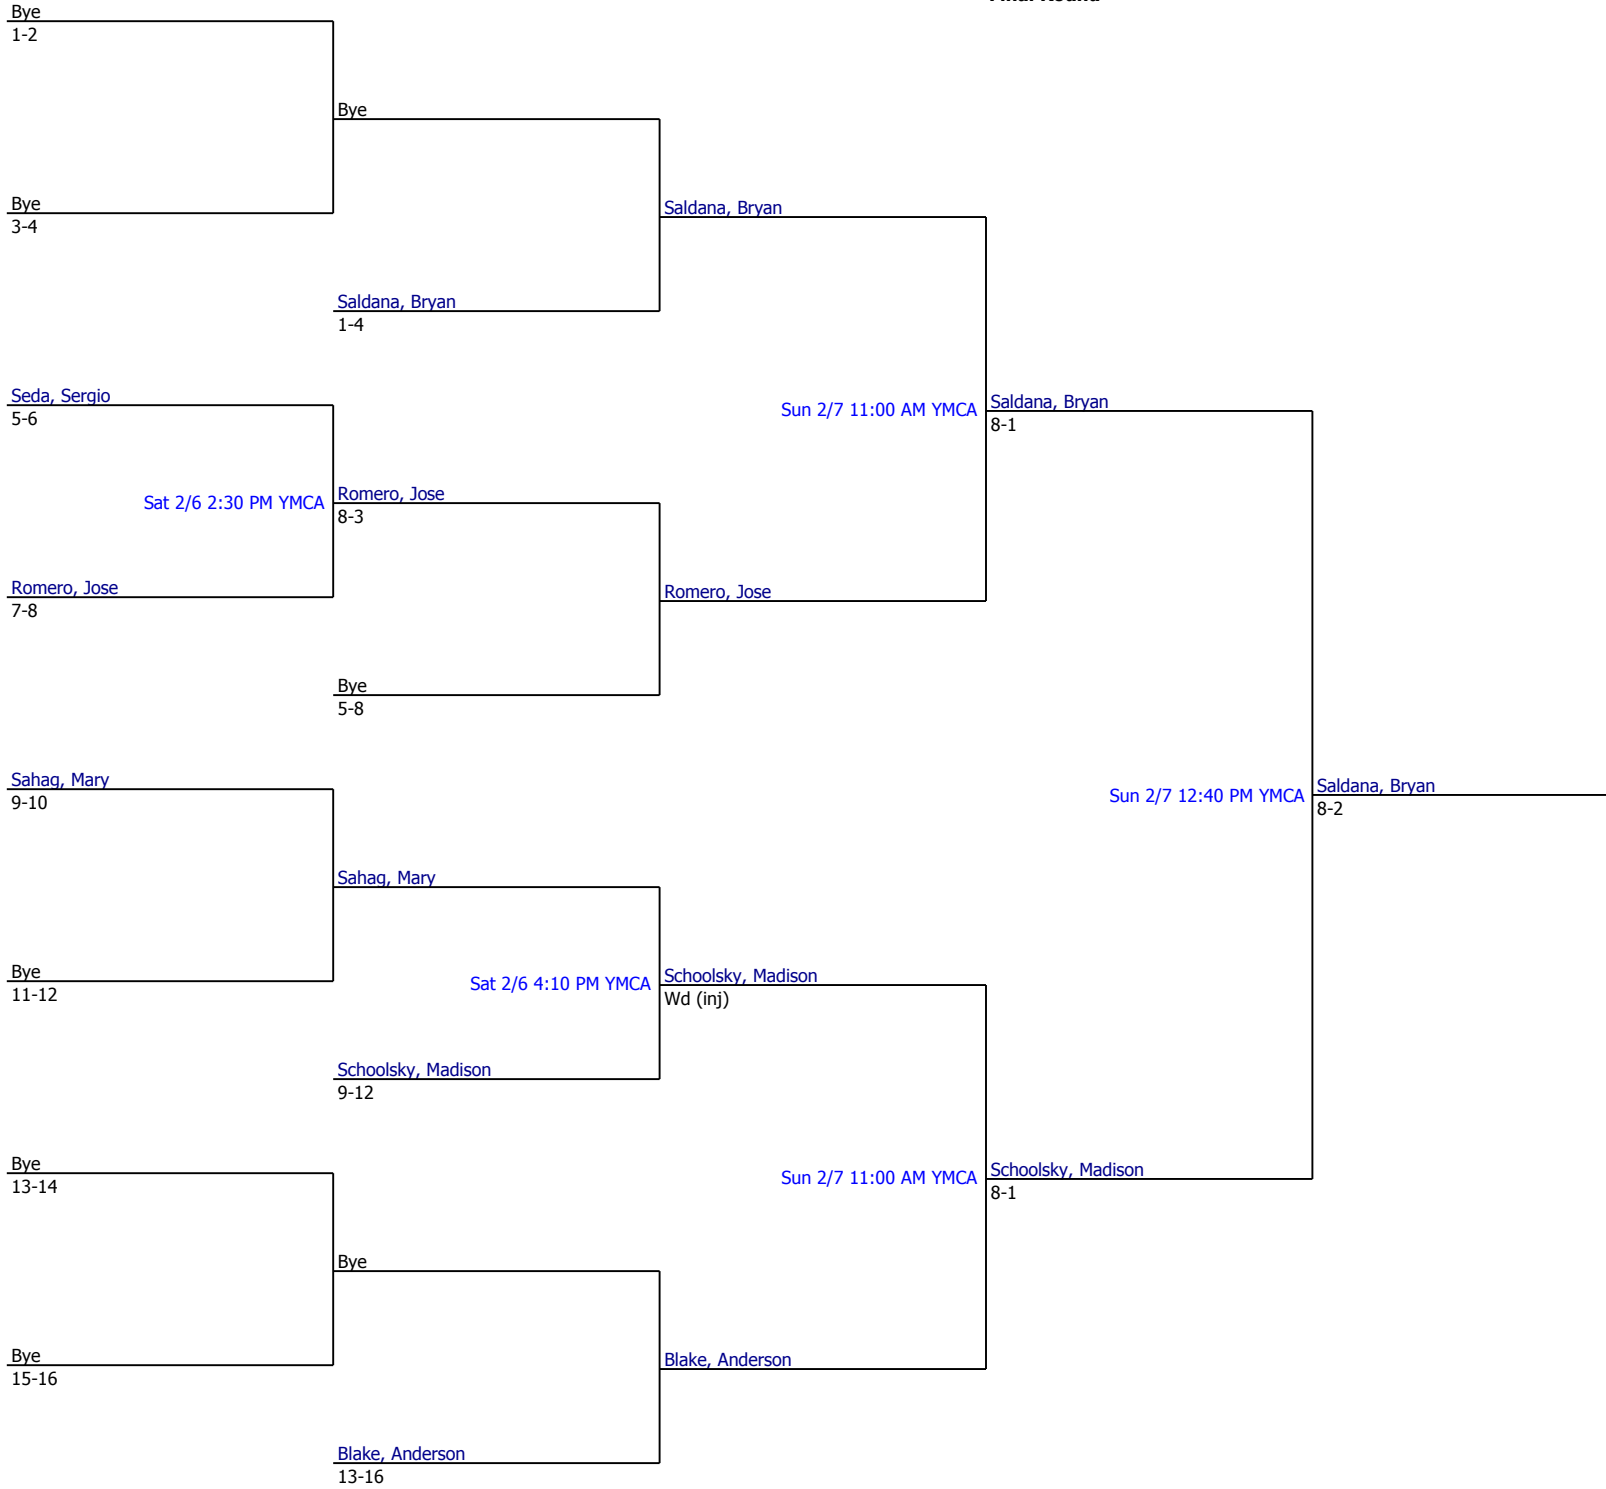 Final Round
Bye
1-2
Bye
Bye
3-4
Saldana, Bryan
Saldana, Bryan
1-4
Seda, Sergio
5-6
Sun 2/7 11:00 AM YMCA
Saldana, Bryan
8-1
Sat 2/6 2:30 PM YMCA
Romero, Jose
8-3
Romero, Jose
7-8
Romero, Jose
Bye
5-8
Sahag, Mary
9-10
Sun 2/7 12:40 PM YMCA
Saldana, Bryan
8-2
Sahag, Mary
Bye
11-12
Sat 2/6 4:10 PM YMCA
Schoolsky, Madison
Wd (inj)
Schoolsky, Madison
9-12
Bye
13-14
Sun 2/7 11:00 AM YMCA
Schoolsky, Madison
8-1
Bye
Bye
15-16
Blake, Anderson
Blake, Anderson
13-16